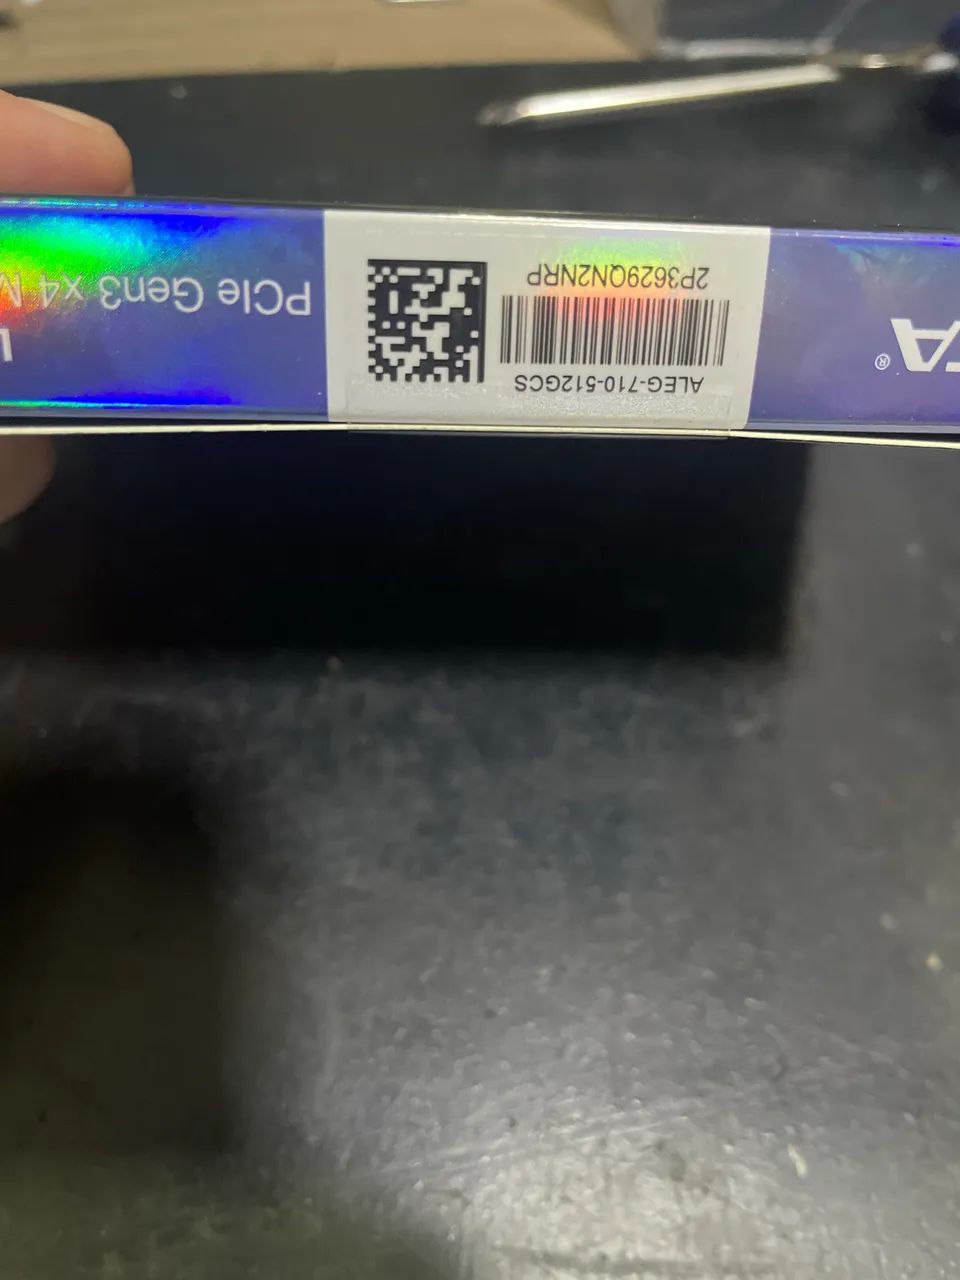 ALEG-710-512GCS
2P3629QN2NRP
®
PCIe Gen3 x4 M